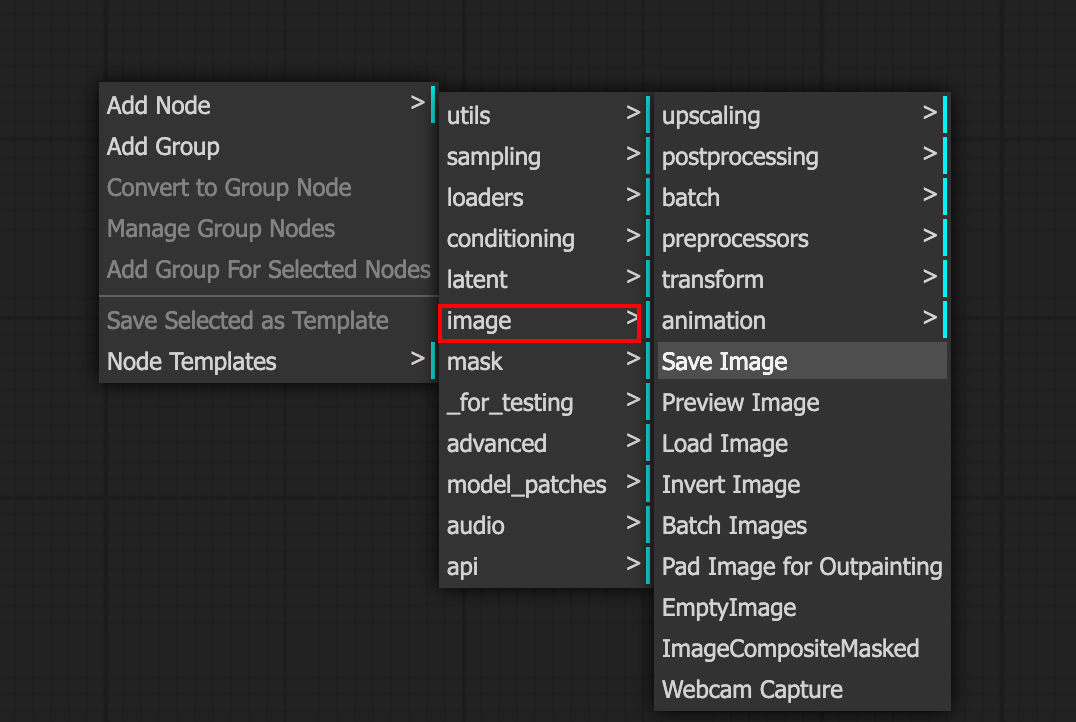 Add Node >
Add Group
Convert to Group Node
Manage Group Nodes
Add Group For Selected Nodes
Save Selected as Template
Node Templates >
utils >
sampling >
loaders >
conditioning >
latent >
image >
mask >
_for_testing >
advanced >
model_patches >
audio >
api >
upscaling >
postprocessing >
batch >
preprocessors >
transform >
animation >
Save Image
Preview Image
Load Image
Invert Image
Batch Images
Pad Image for Outpainting
EmptyImage
ImageCompositeMasked
Webcam Capture